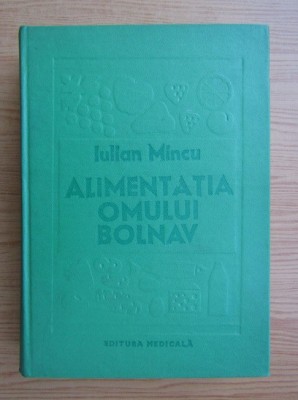 Iulian Mincu
ALIMENTAȚIA
OMULUI
BOLNAV
EDITURA MEDICALĂ